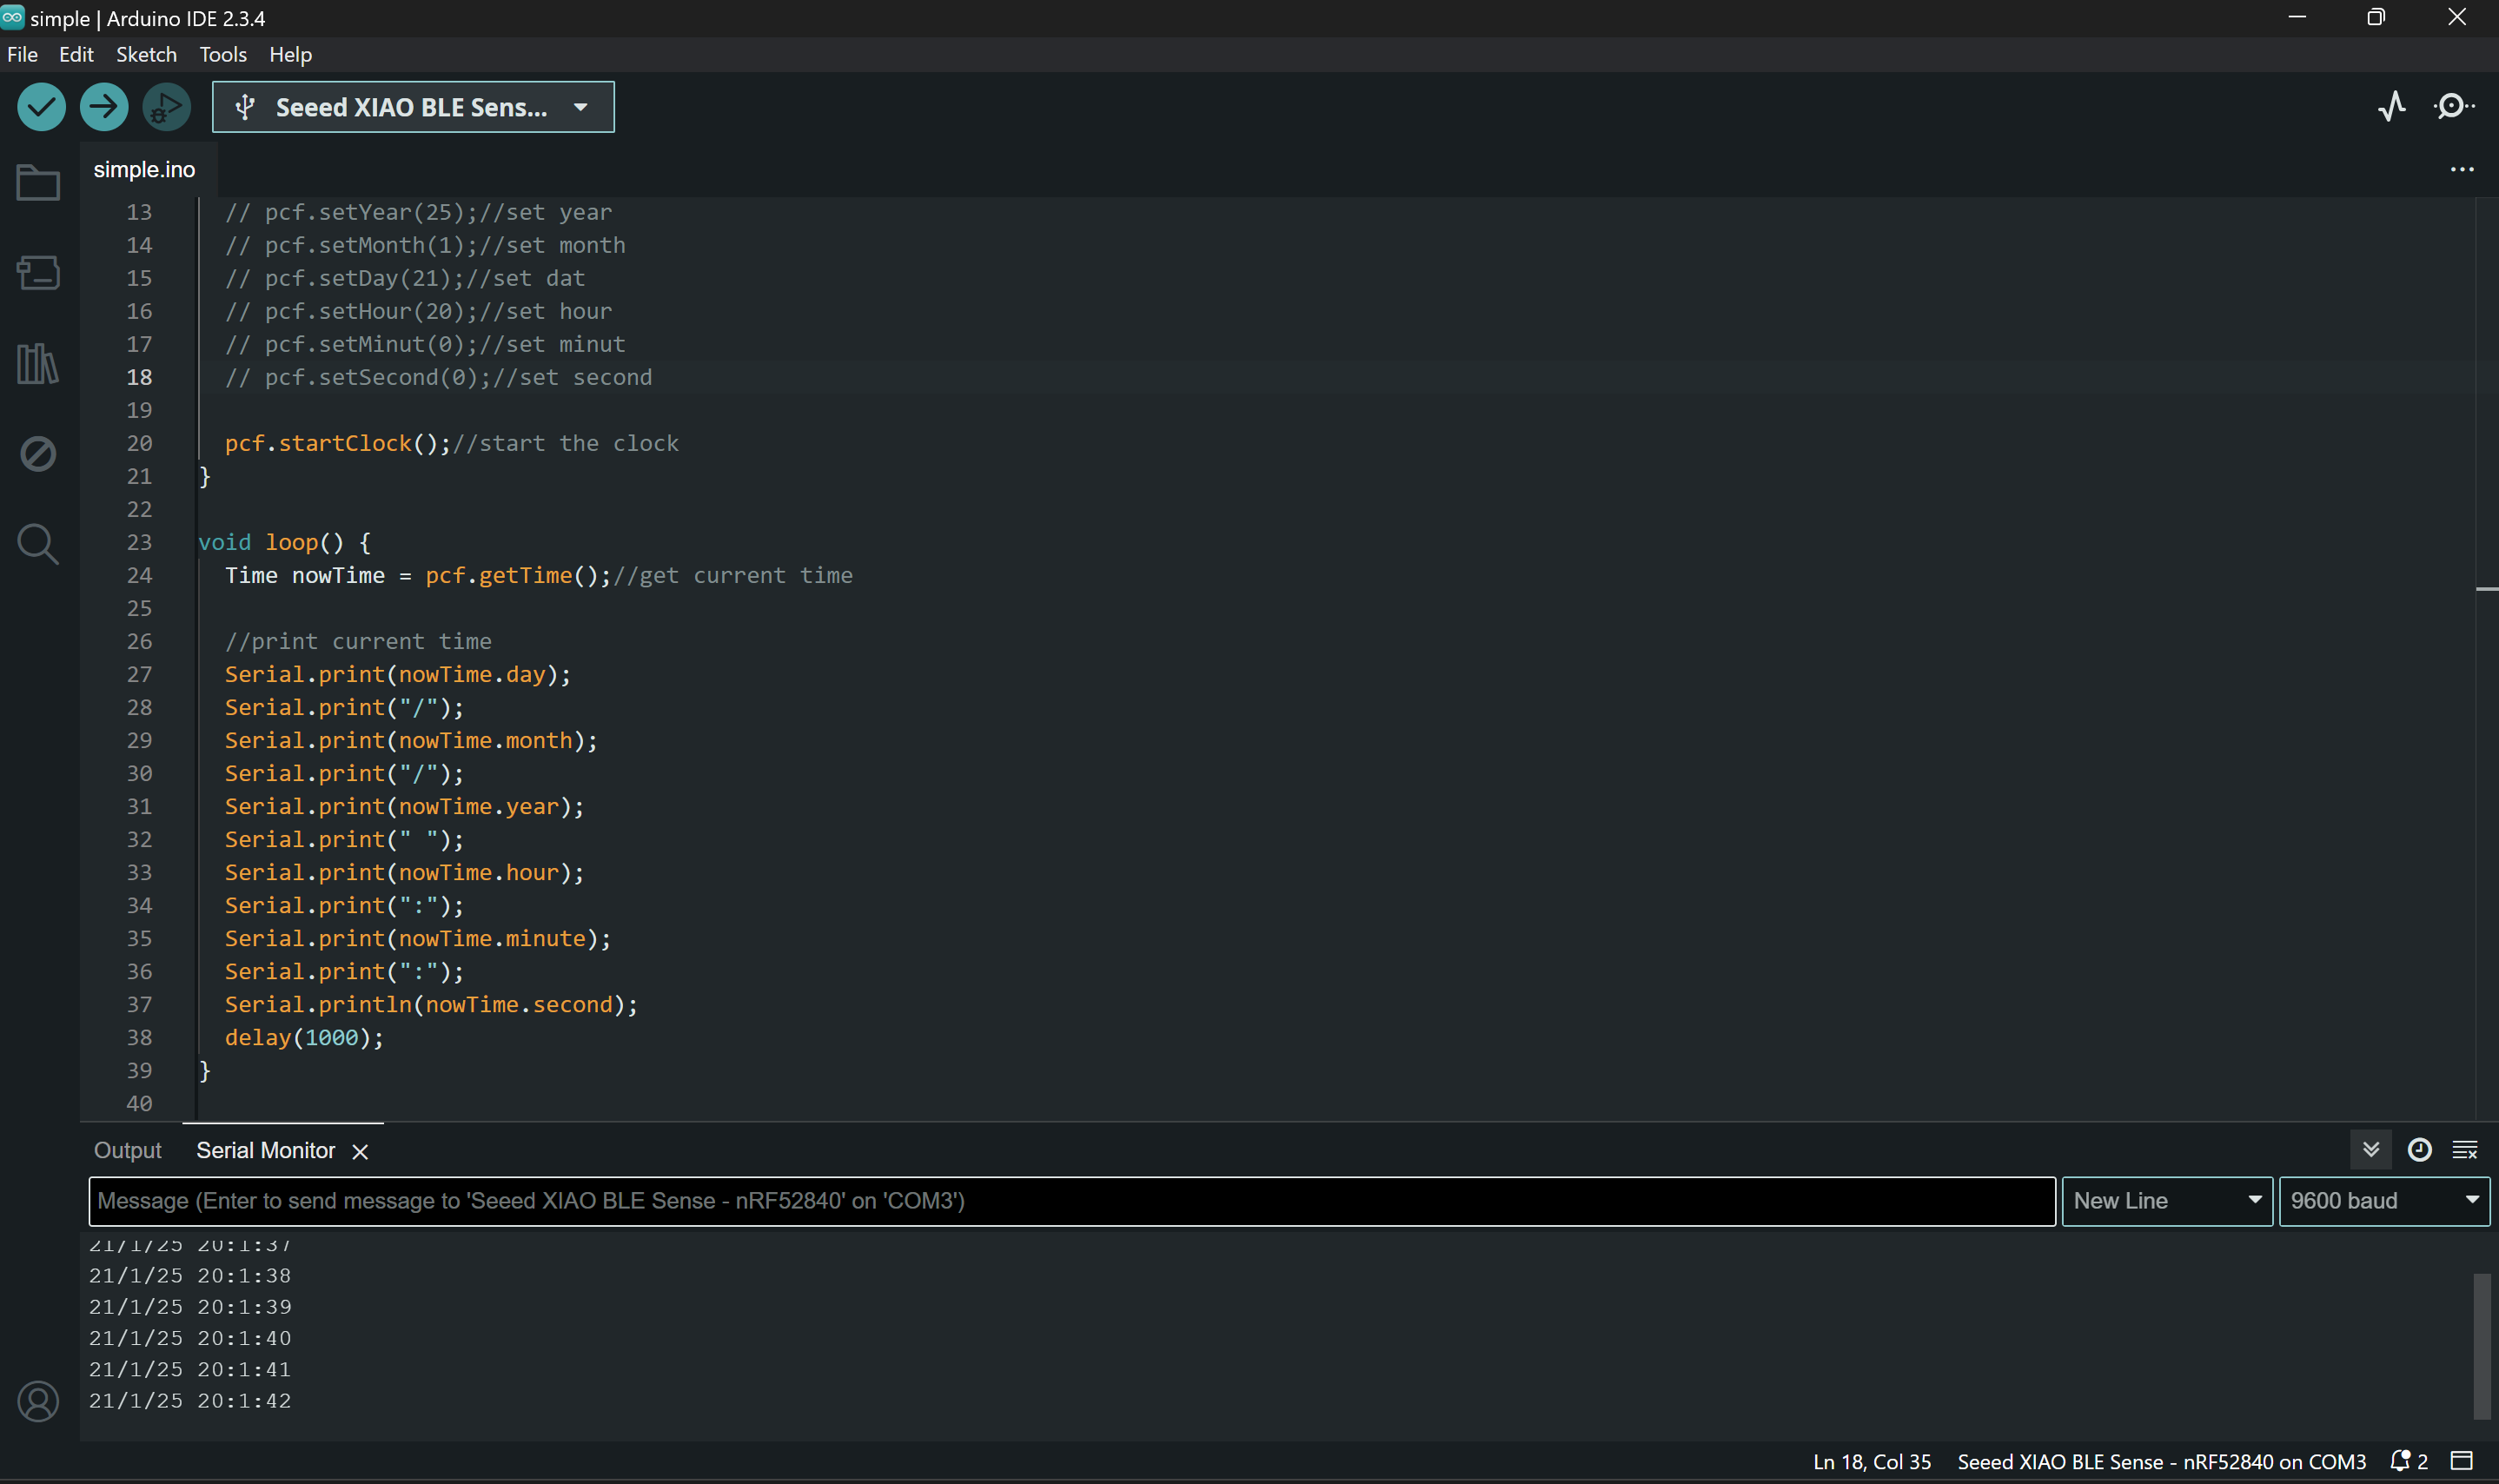 simple | Arduino IDE 2.3.4
File Edit Sketch Tools Help
Seeed XIAO BLE Sens...
simple.ino
13 // pcf.setYear(25);//set year
14 // pcf.setMonth(1);//set month
15 // pcf.setDay(21);//set dat
16 // pcf.setHour(20);//set hour
17 // pcf.setMinut(0);//set minut
18 // pcf.setSecond(0);//set second
19
20 pcf.startClock();//start the clock
21 }
22
23 void loop() {
24 Time nowTime = pcf.getTime();//get current time
25
26 //print current time
27 Serial.print(nowTime.day);
28 Serial.print("/");
29 Serial.print(nowTime.month);
30 Serial.print("/");
31 Serial.print(nowTime.year);
32 Serial.print(" ");
33 Serial.print(nowTime.hour);
34 Serial.print(":");
35 Serial.print(nowTime.minute);
36 Serial.print(":");
37 Serial.println(nowTime.second);
38 delay(1000);
39 }
40
Output Serial Monitor
Message (Enter to send message to 'Seeed XIAO BLE Sense - nRF52840' on 'COM3') New Line 9600 baud
21/1/25 20:1:37
21/1/25 20:1:38
21/1/25 20:1:39
21/1/25 20:1:40
21/1/25 20:1:41
21/1/25 20:1:42
Ln 18, Col 35 Seeed XIAO BLE Sense - nRF52840 on COM3 2